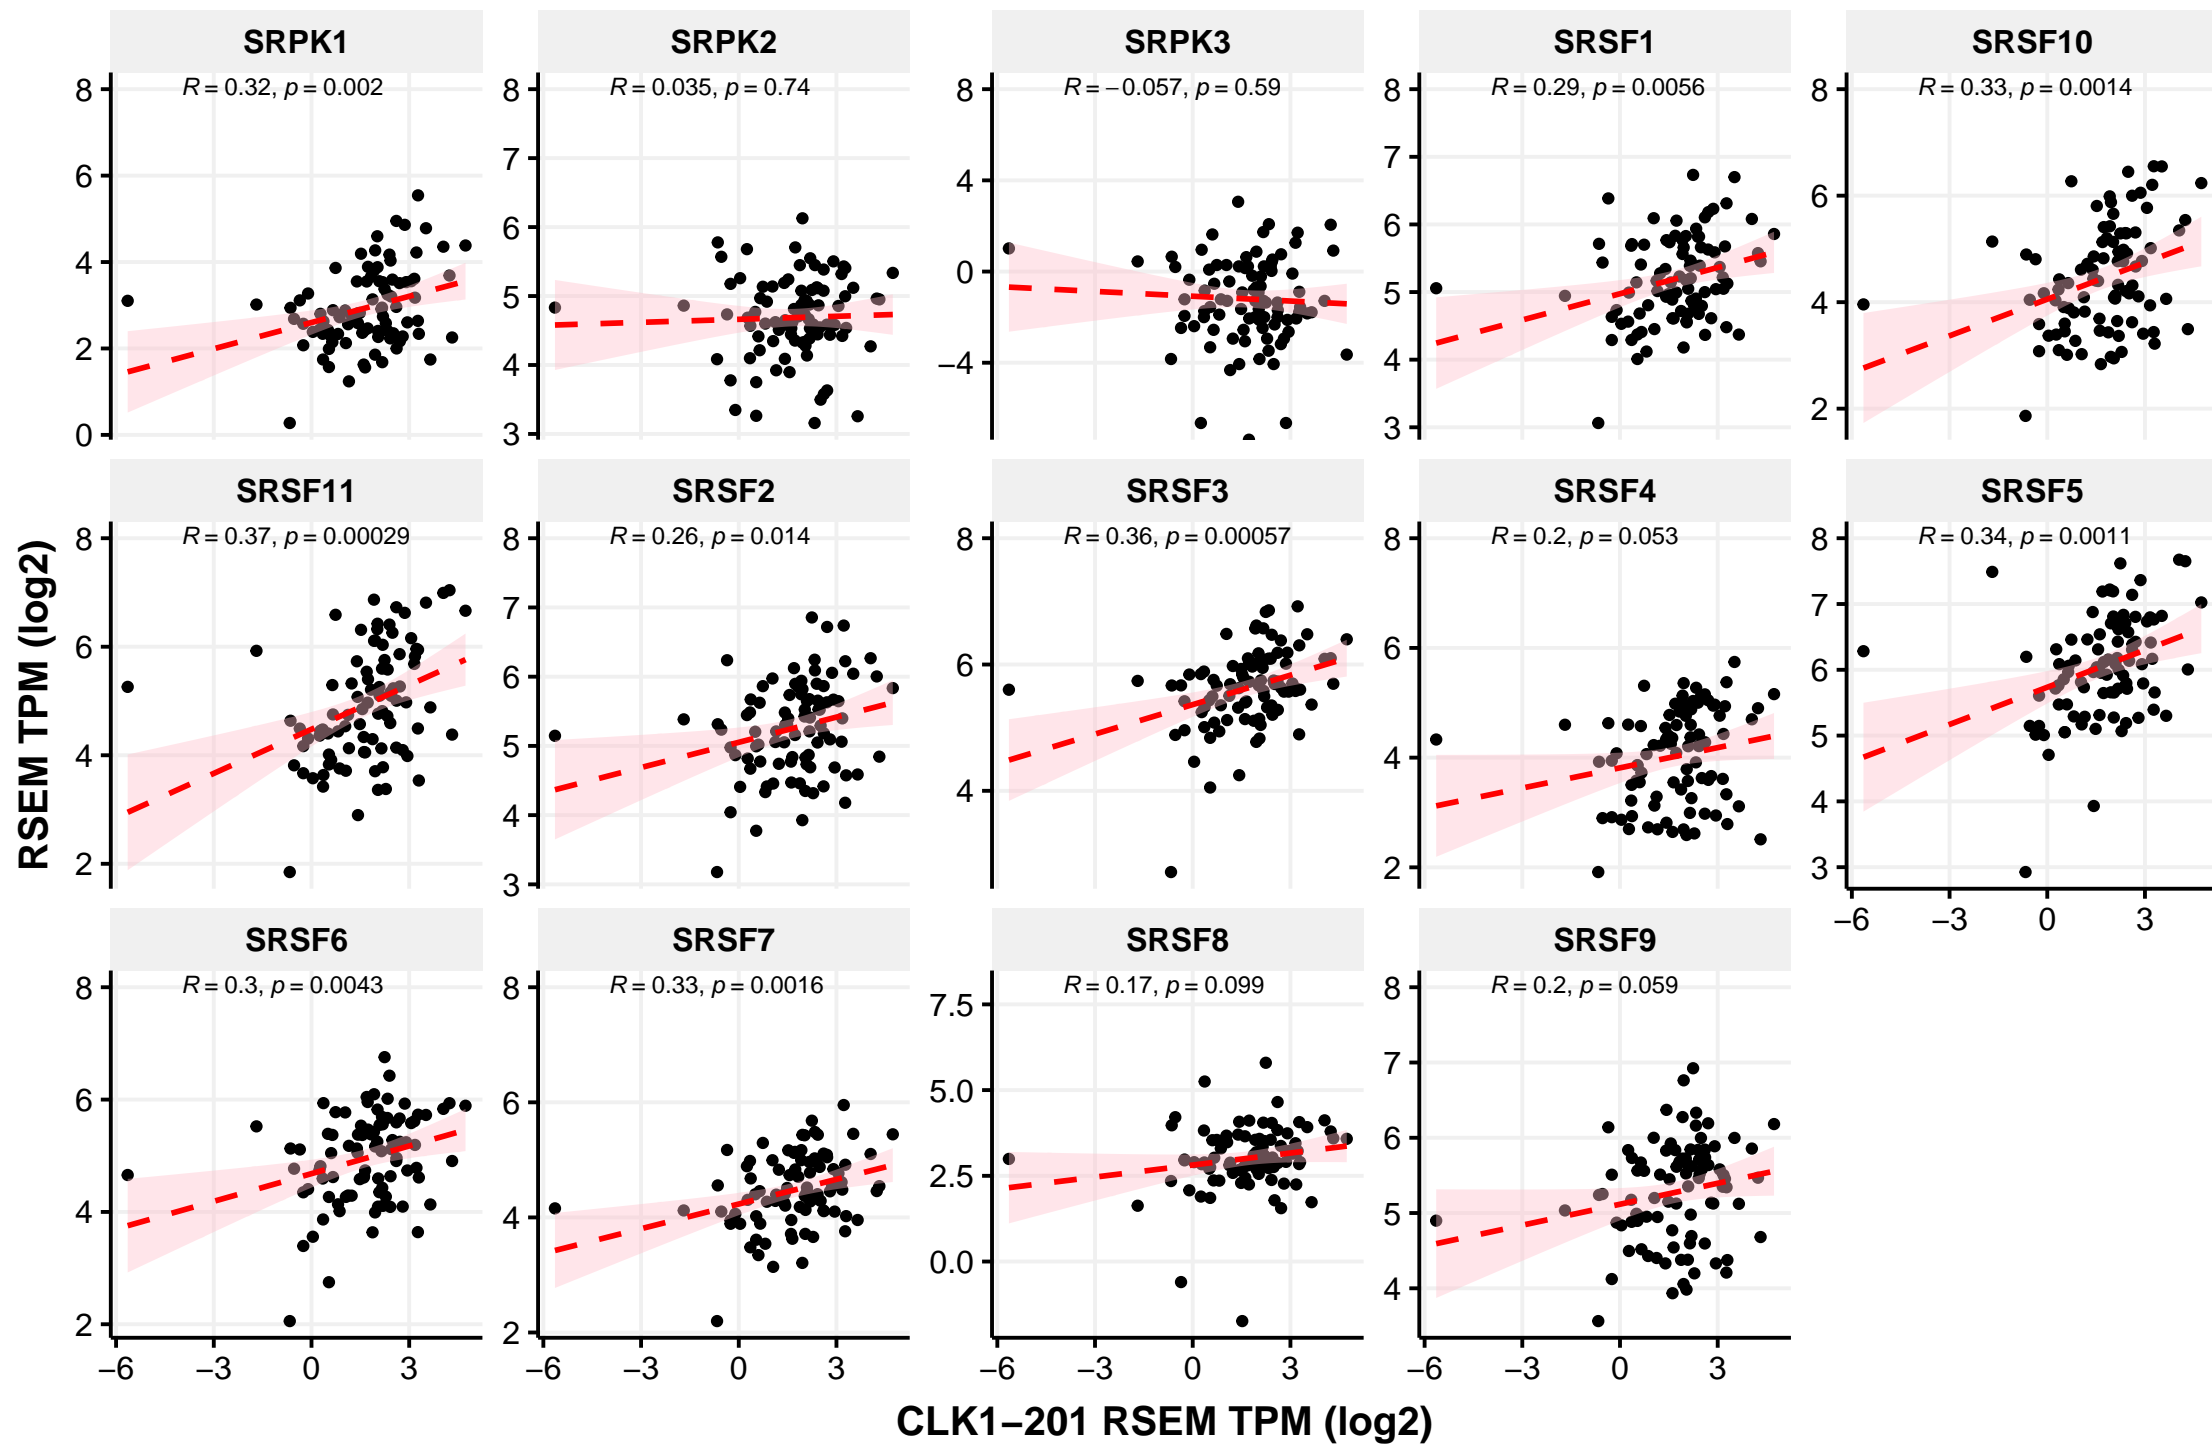 SRPK1 SRPK2 SRPK3 SRSF1 SRSF10
R = 0.32, p = 0.002 R = 0.035, p = 0.74 R = −0.057, p = 0.59 R = 0.29, p = 0.0056 R = 0.33, p = 0.0014
8 6 4 2 0
8 7 6 5 4 3
8 4 0 −4
8 7 6 5 4 3
8 6 4 2
SRSF11 SRSF2 SRSF3 SRSF4 SRSF5
R = 0.37, p = 0.00029 R = 0.26, p = 0.014 R = 0.36, p = 0.00057 R = 0.2, p = 0.053 R = 0.34, p = 0.0011
8 6 4 2
8 7 6 5 4 3
8 6 4
8 6 4 2
8 7 6 5 4 3
−6 −3 0 3
SRSF6 SRSF7 SRSF8 SRSF9
R = 0.3, p = 0.0043 R = 0.33, p = 0.0016 R = 0.17, p = 0.099 R = 0.2, p = 0.059
8 6 4 2
8 6 4 2
7.5 5.0 2.5 0.0
8 7 6 5 4
−6 −3 0 3 −6 −3 0 3 −6 −3 0 3 −6 −3 0 3
RSEM TPM (log2)
CLK1−201 RSEM TPM (log2)